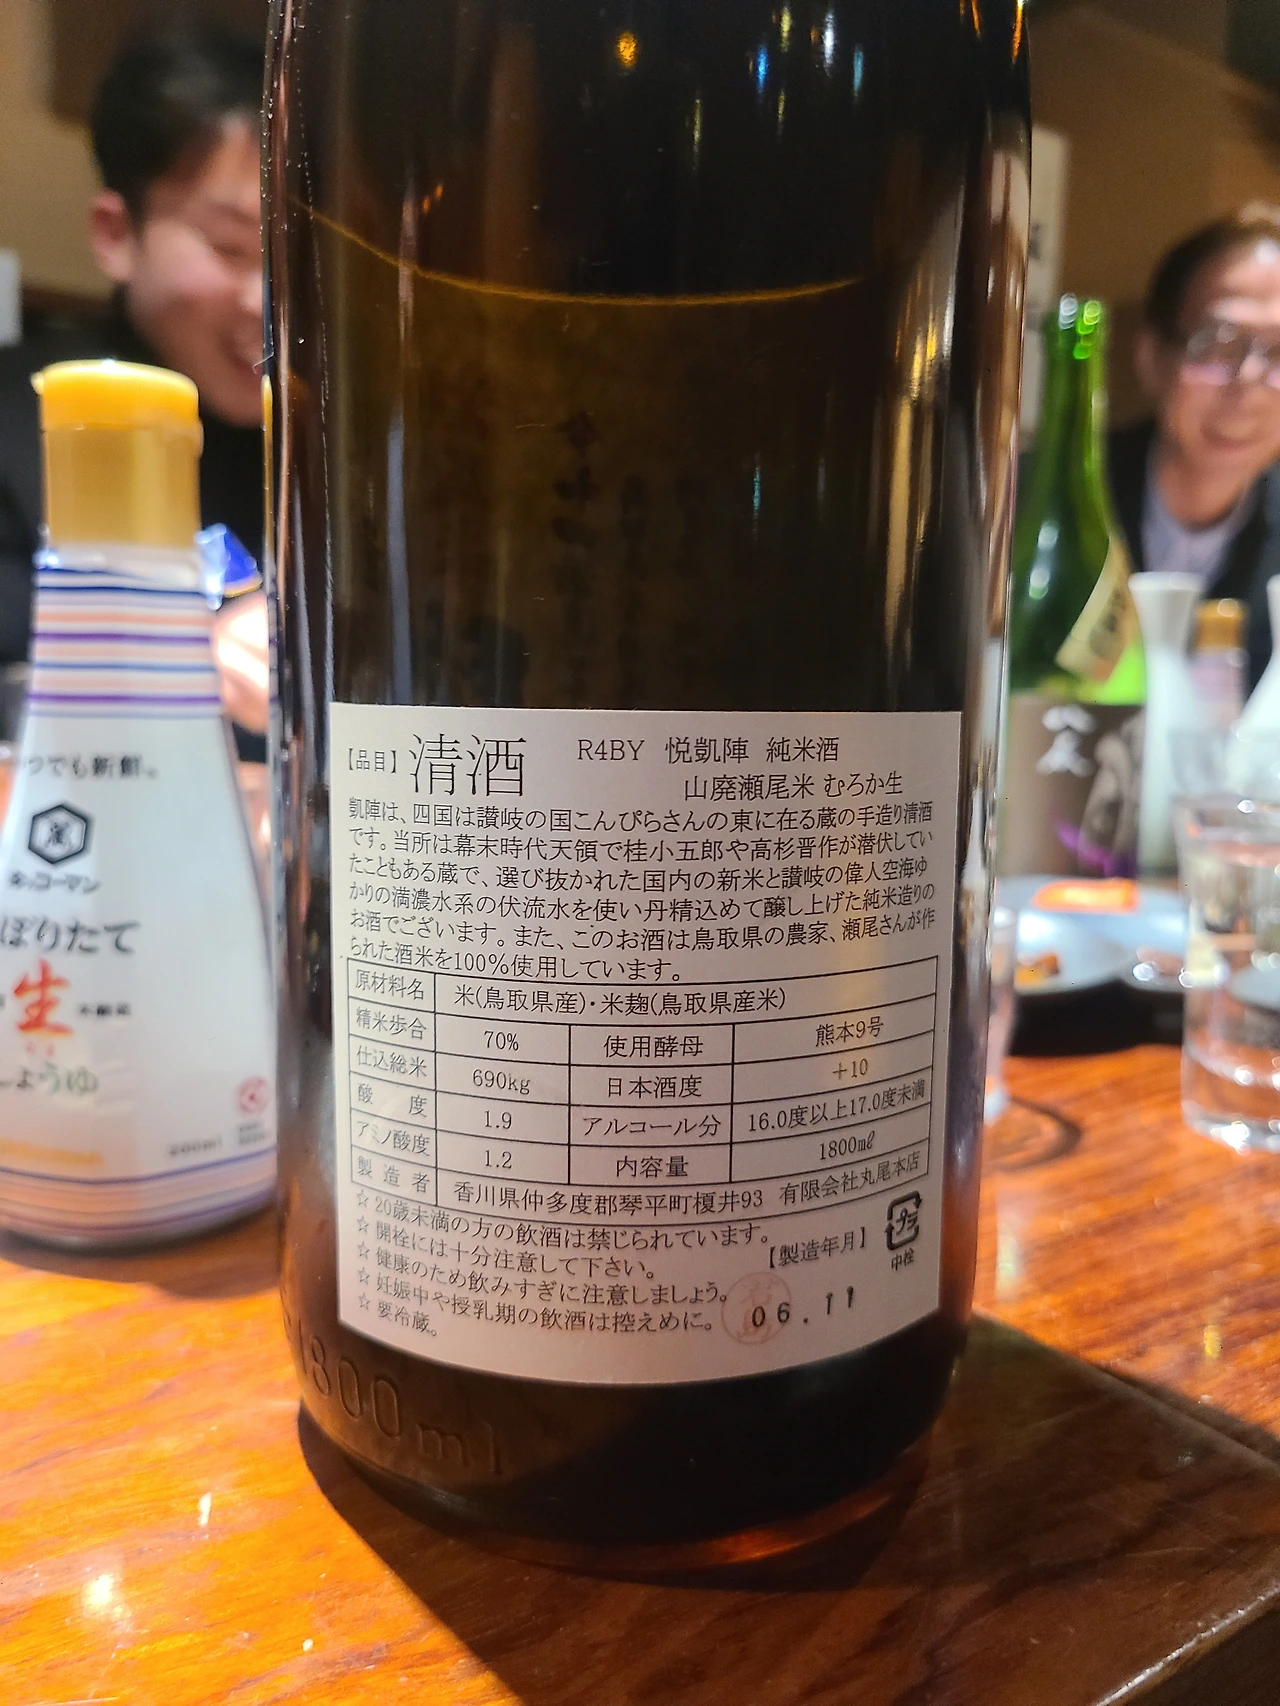 【品目】清酒 R4BY 悦凱陣 純米酒
山廃瀬尾米 むろか生
凱陣は、四国は讃岐の国こんぴらさんの東に在る蔵の手造り清酒
です。当所は幕末時代天領で桂小五郎や高杉晋作が潜伏してい
たこともある蔵で、選び抜かれた国内の新米と讃岐の偉人空海ゆ
かりの満濃水系の伏流水を使い丹精込めて醸し上げた純米造りの
お酒でございます。また、このお酒は鳥取県の農家、瀬尾さんが作
られた酒米を100%使用しています。
原材料名 米(鳥取県産)・米麹(鳥取県産米)
精米歩合 70% 使用酵母 熊本9号
仕込総米 690kg 日本酒度 +10
酸度 1.9 アルコール分 16.0度以上17.0度未満
アミノ酸度 1.2 内容量 1800㎖
製造者 香川県仲多度郡琴平町榎井93 有限会社丸尾本店
☆ 20歳未満の方の飲酒は禁じられています。
☆ 開栓には十分注意して下さい。
☆ 健康のため飲みすぎに注意しましょう。
☆ 妊娠中や授乳期の飲酒は控えめに。
☆ 要冷蔵。
【製造年月】
06.11
プラ
中栓
1800ml
つでも新鮮。
キッコーマン
ぼりたて
生
しょうゆ
200ml